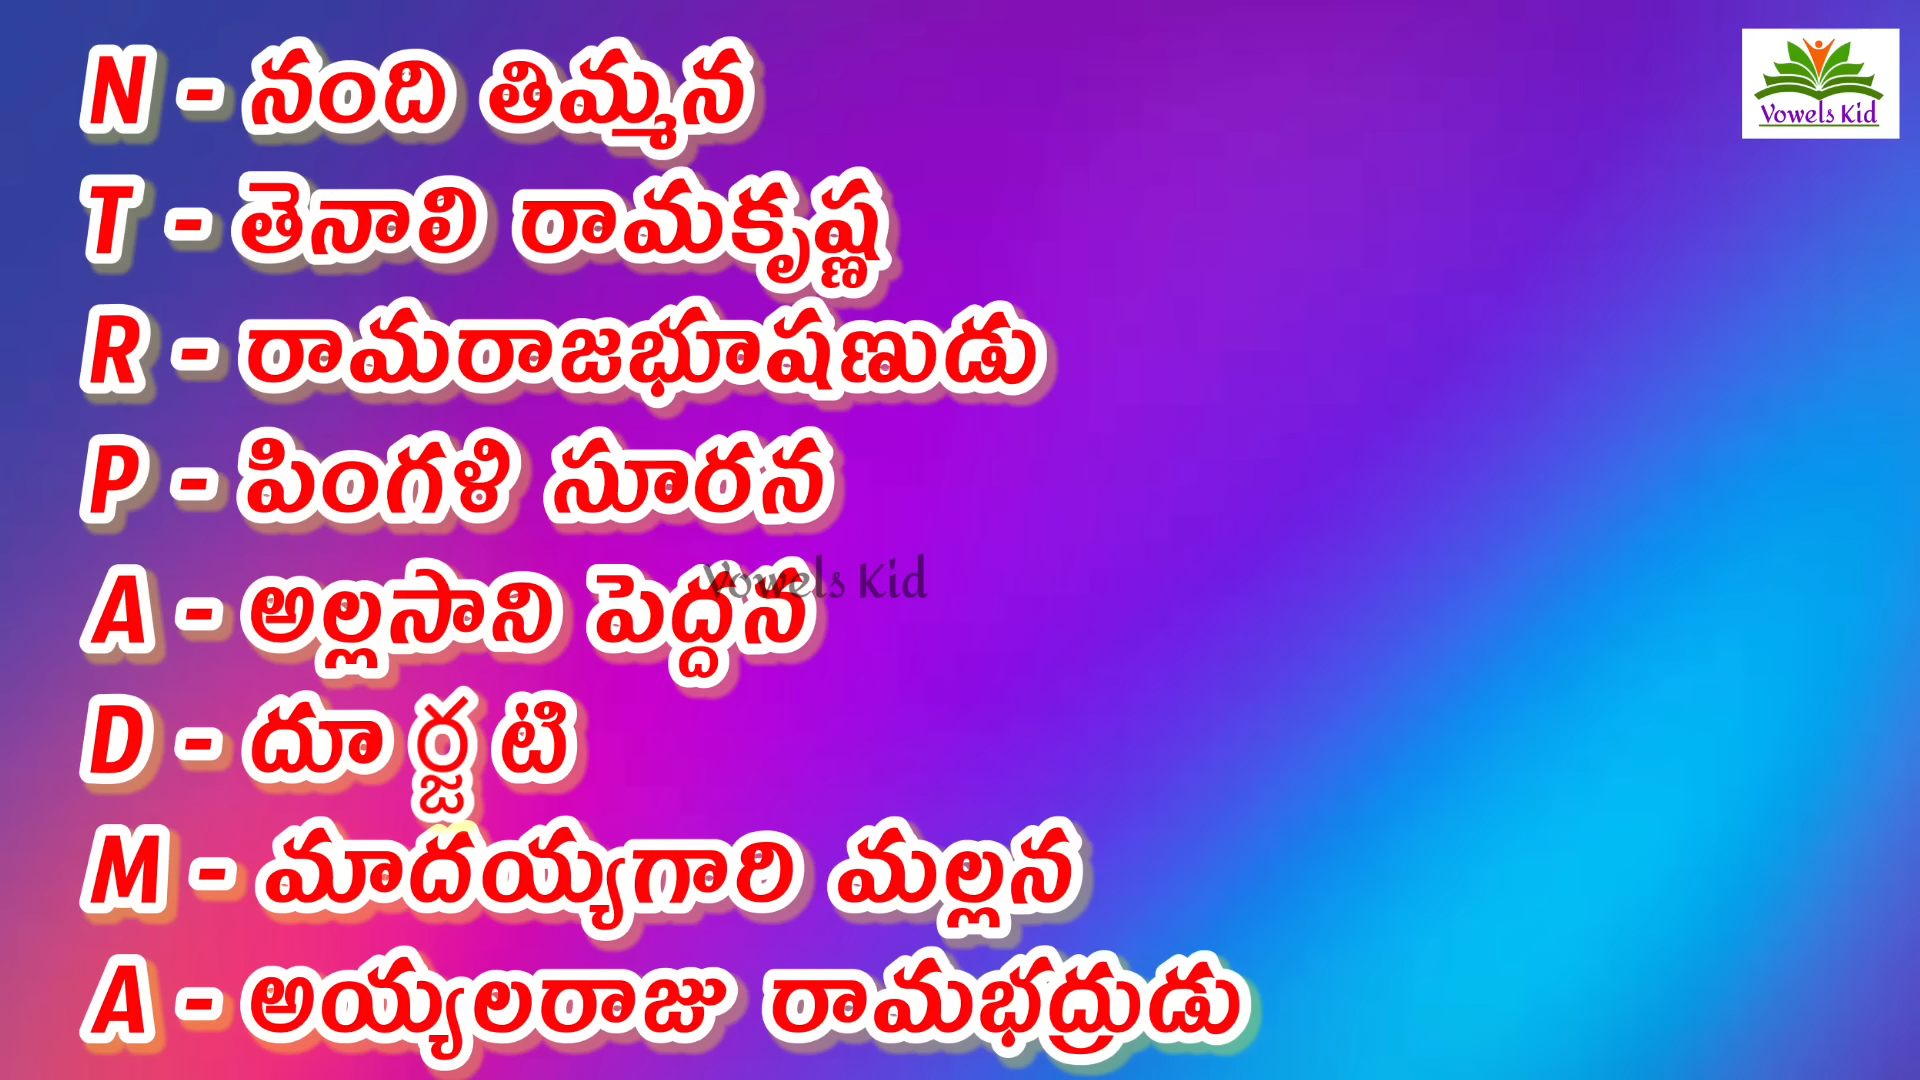 N - నంది తిమ్మన
Vowels Kid
T - తెనాలి రామకృష్ణ
R - రామరాజభూషణుడు
P - పింగళి సూరన
Vowels Kid
A - అల్లసాని పెద్దన
D - దూ ర్జ టి
M - మాదయ్యగారి మల్లన
A - అయ్యలరాజు రామభద్రుడు